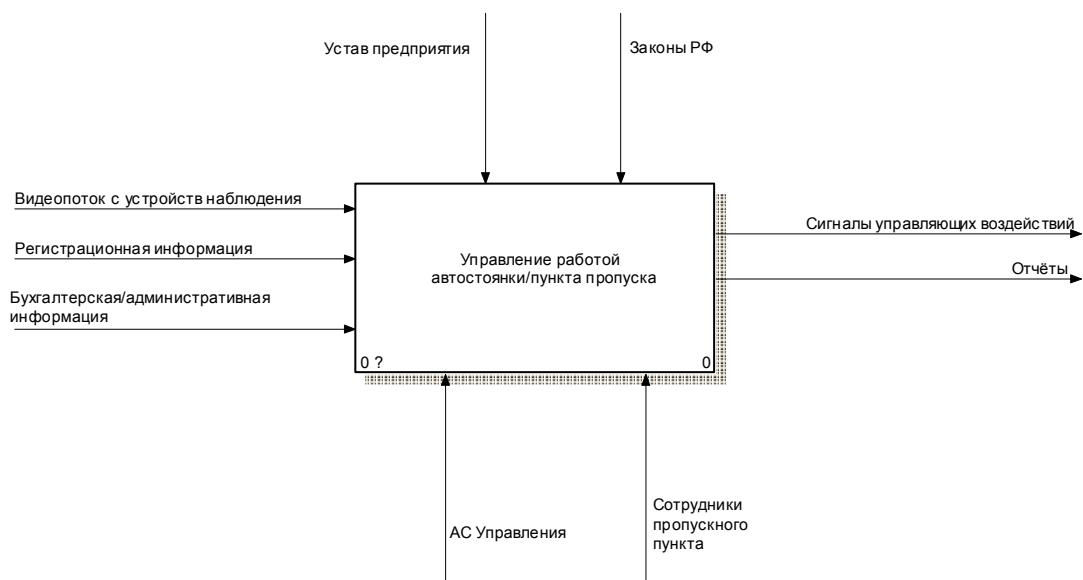 Устав предприятия
Законы РФ
Видеопоток с устройств наблюдения
Регистрационная информация
Бухгалтерская/административная
информация
Управление работой
автостоянки/пункта пропуска
0 ?
0
Сигналы управляющих воздействий
Отчёты
АС Управления
Сотрудники
пропускного
пункта